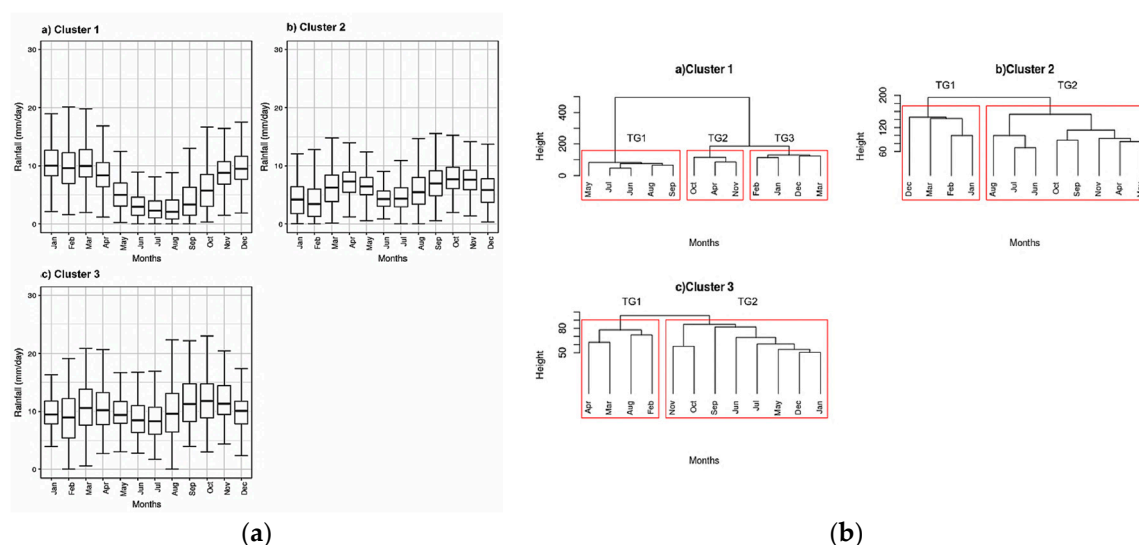 a) Cluster 1
Rainfall (mm/day)
30
20
10
0
Jan Feb Mar Apr May Jun Jul Aug Sep Oct Nov Dec
Months
b) Cluster 2
Rainfall (mm/day)
30
20
10
0
Jan Feb Mar Apr May Jun Jul Aug Sep Oct Nov Dec
Months
c) Cluster 3
Rainfall (mm/day)
30
20
10
0
Jan Feb Mar Apr May Jun Jul Aug Sep Oct Nov Dec
Months
(a)
a)Cluster 1
Height
0 200 400
TG1 TG2 TG3
May Jul Jun Aug Sep Oct Apr Nov Feb Jan Dec Mar
Months
b)Cluster 2
TG1 TG2
Height
60 120 200
Dec Mar Feb Jan Aug Jul Jun Oct Sep Nov Apr
Months
c)Cluster 3
TG1 TG2
Height
50 80
Apr Mar Aug Feb Nov Oct Sep Jun Jul May Dec Jan
Months
(b)